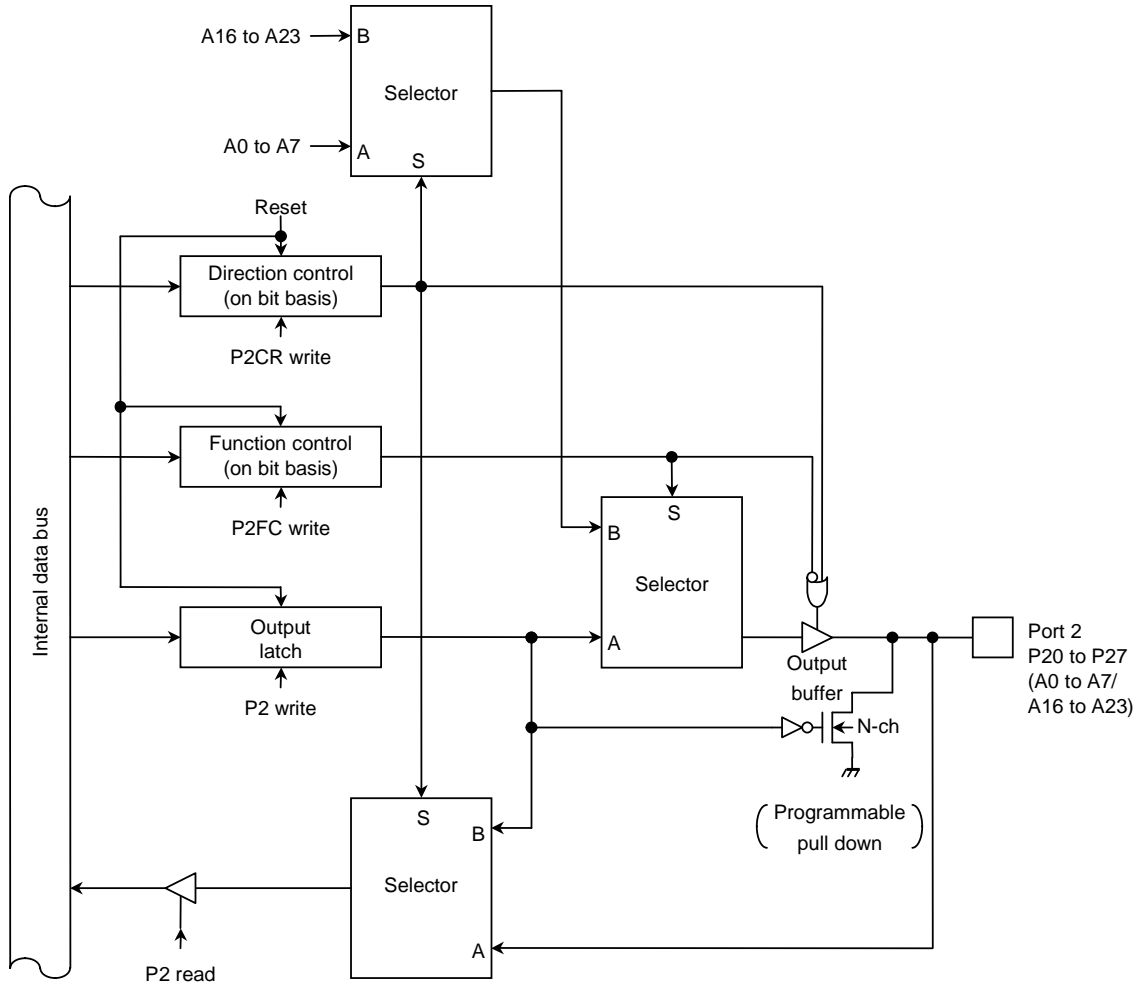 A16 to A23
B
Selector
A0 to A7
A
S
Reset
Direction control
(on bit basis)
P2CR write
Function control
(on bit basis)
P2FC write
S
B
Selector
A
Internal data bus
Output
latch
P2 write
Output
buffer
Port 2
P20 to P27
(A0 to A7/
A16 to A23)
N-ch
(Programmable
pull down)
S
B
Selector
A
P2 read